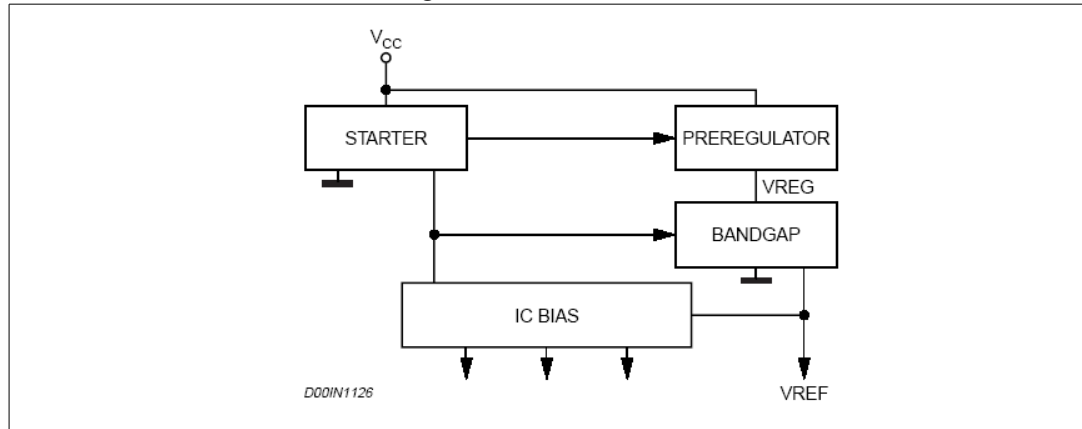 VCC
STARTER
PREREGULATOR
VREG
BANDGAP
IC BIAS
D00IN1126
VREF